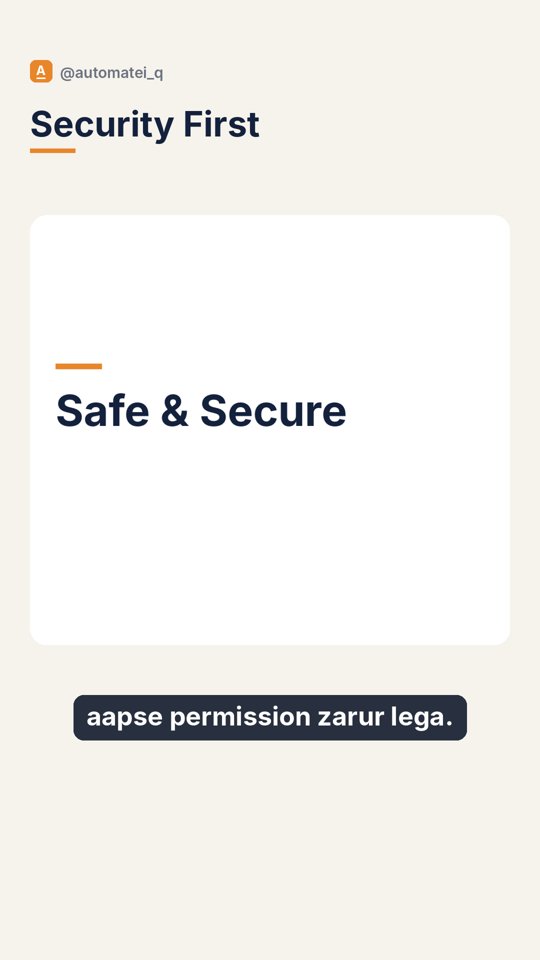 A
@automatei_q
Security First
Safe & Secure
aapse permission zarur lega.